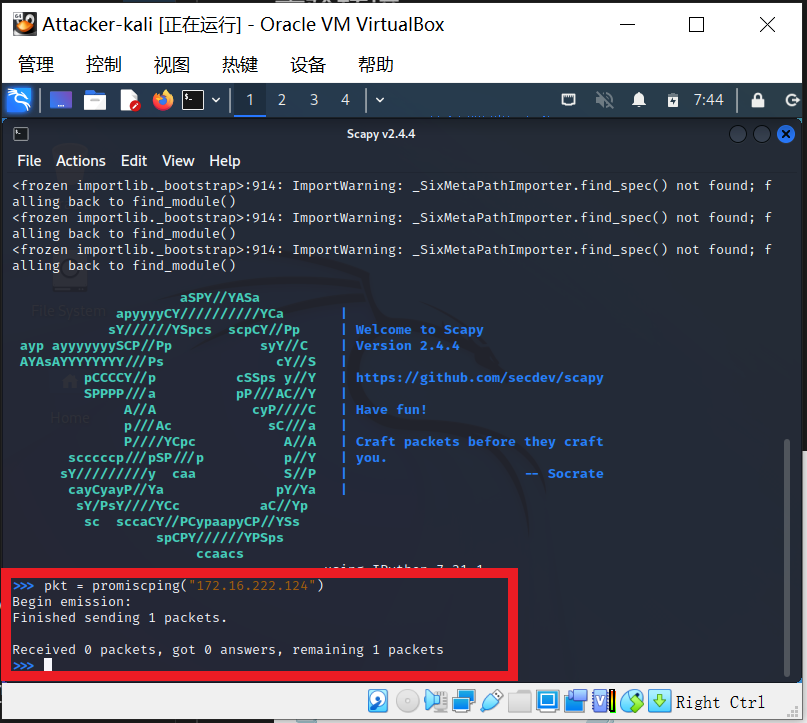 Attacker-kali [正在运行] - Oracle VM VirtualBox
管理 控制 视图 热键 设备 帮助
1 2 3 4 7:44
Scapy v2.4.4
File Actions Edit View Help
<frozen importlib._bootstrap>:914: ImportWarning: _SixMetaPathImporter.find_spec() not found; f
alling back to find_module()
<frozen importlib._bootstrap>:914: ImportWarning: _SixMetaPathImporter.find_spec() not found; f
alling back to find_module()
<frozen importlib._bootstrap>:914: ImportWarning: _SixMetaPathImporter.find_spec() not found; f
alling back to find_module()
                     aSPY//YASa
             apyyyyCY//////////YCa       |
            sY//////YSpcs  scpCY//Pp     | Welcome to Scapy
 ayp ayyyyyyySCP//Pp           syY//C    | Version 2.4.4
 AYAsAYYYYYYYY///Ps              cY//S   |
         pCCCCY//p          cSSps y//Y   | https://github.com/secdev/scapy
         SPPPP///a          pP///AC//Y   |
              A//A            cyP////C   | Have fun!
              p///Ac            sC///a   |
              P////YCpc           A//A   | Craft packets before they craft
       scccccp///pSP///p          p//Y   | you.
      sY/////////y  caa           S//P   |                      -- Socrate
       cayCyayP//Ya              pY/Ya   |
        sY/PsY////YCc          aC//Yp
         sc  sccaCY//PCypaapyCP//YSs
                  spCPY//////YPSps
                       ccaacs
using IPython 7.21.1
File System
Home
>>> pkt = promiscping("172.16.222.124")
Begin emission:
Finished sending 1 packets.
Received 0 packets, got 0 answers, remaining 1 packets
>>>
Right Ctrl